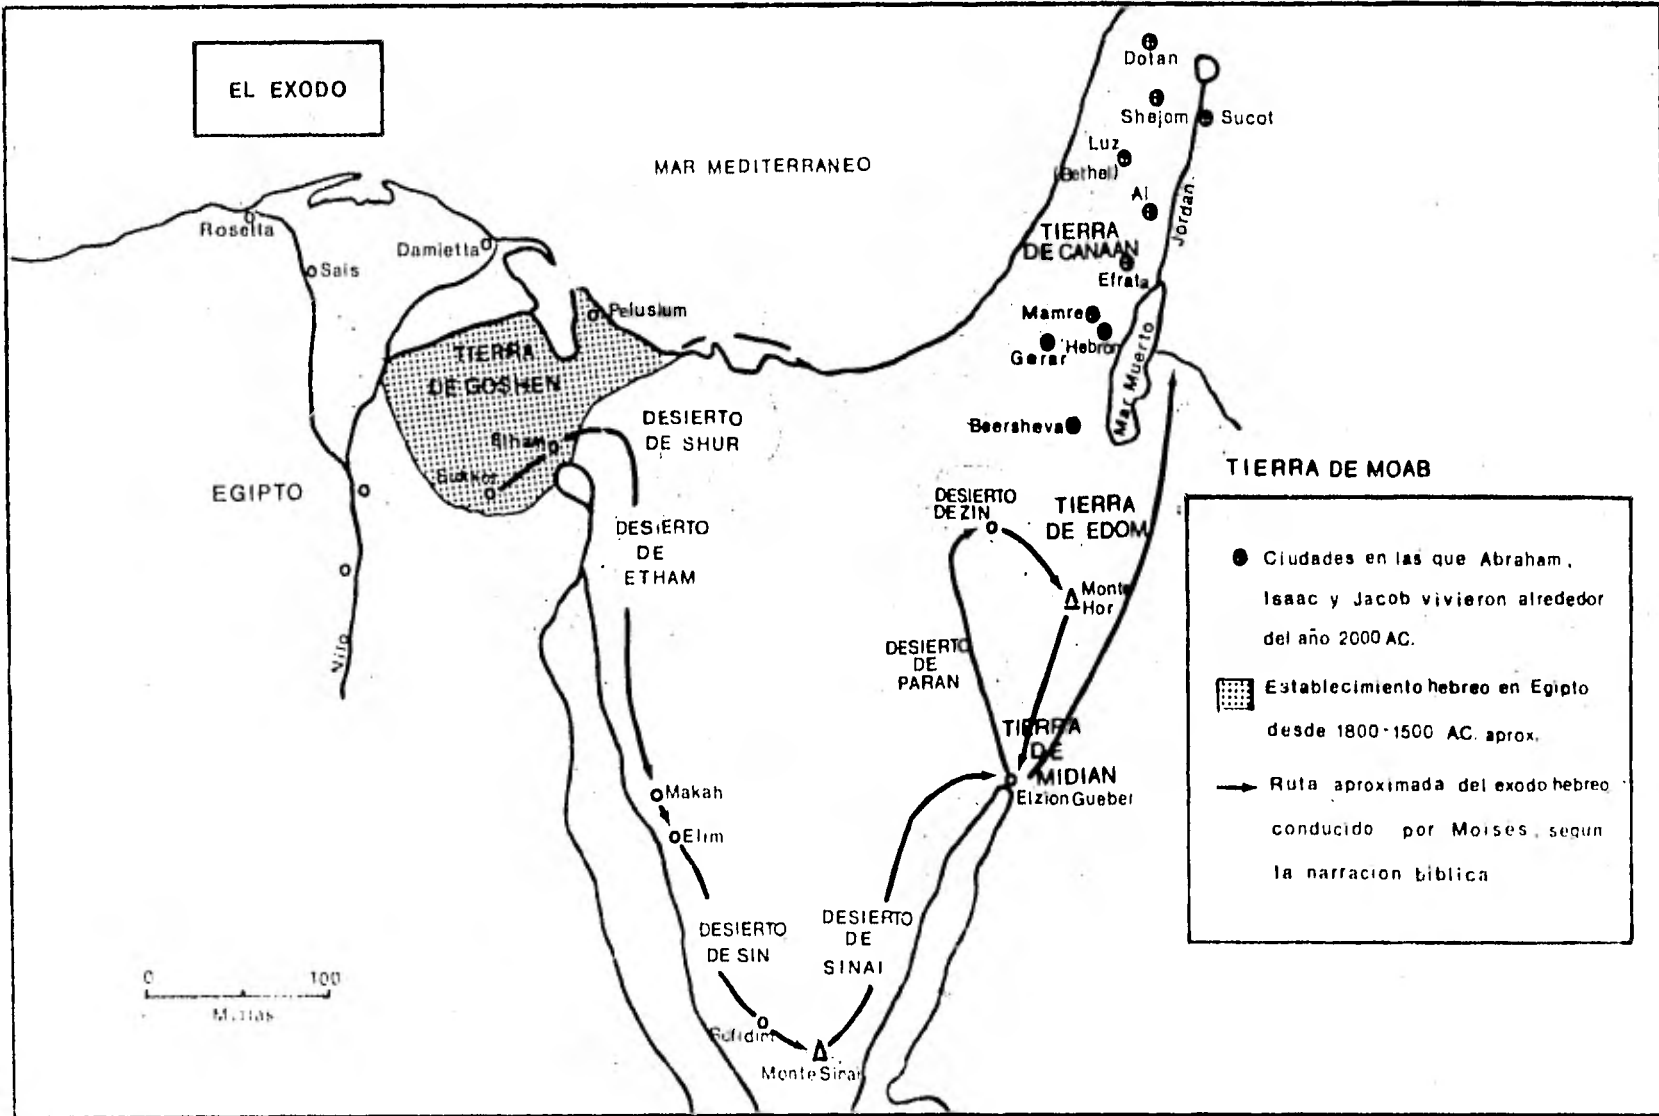 EL EXODO
MAR MEDITERRANEO
Dotan
Shejom
Sucot
Luz
(Bethel)
Ai
Jordan
TIERRA
DE CANAAN
Efrata
Mamre
Hebron
Gerar
Mar Muerto
Beersheva
Rosetta
Sais
Damietta
Pelusium
TIERRA
DE GOSHEN
Etham
Sukkot
DESIERTO
DE SHUR
EGIPTO
Nilo
DESIERTO
DE
ETHAM
DESIERTO
DE ZIN
TIERRA
DE EDOM
TIERRA DE MOAB
Monte
Hor
DESIERTO
DE
PARAN
TIERRA
DE
MIDIAN
Elzion Gueber
Makah
Elim
DESIERTO
DE SIN
DESIERTO
DE
SINAI
Refidim
Monte Sinai
0 100
Millas
Ciudades en las que Abraham,
Isaac y Jacob vivieron alrededor
del año 2000 AC.
Establecimiento hebreo en Egipto
desde 1800-1500 AC. aprox.
Ruta aproximada del exodo hebreo
conducido por Moises, segun
la narracion biblica